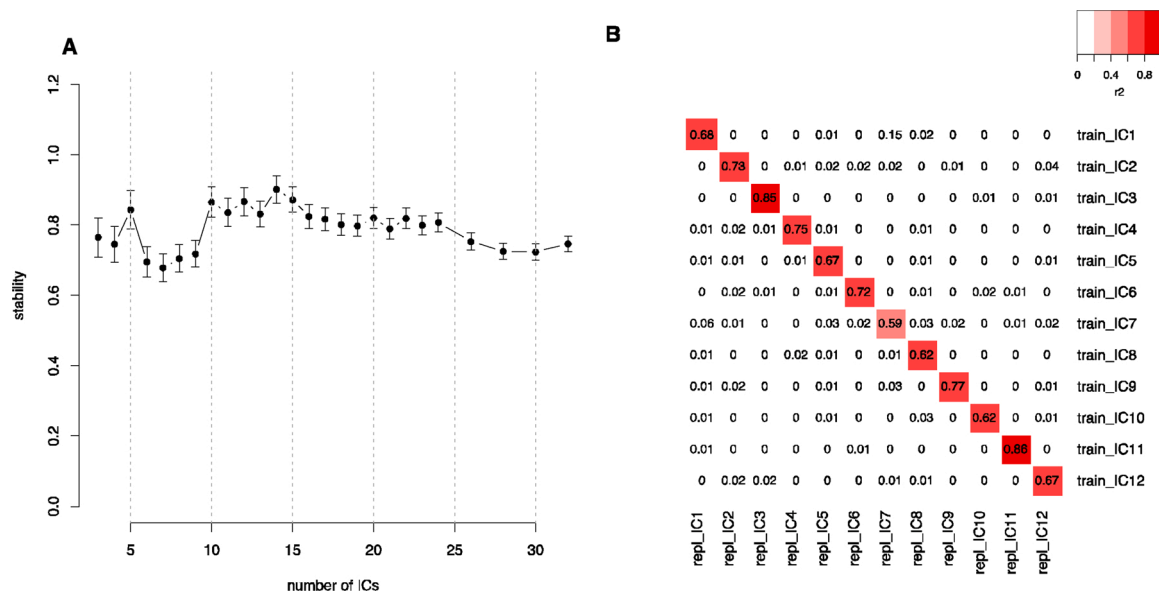 A
1.2
1.0
0.8
0.6
0.4
0.2
0.0
stability
5 10 15 20 25 30
number of ICs
B
0 0.4 0.8
r2
0.68 0 0 0 0.01 0 0.15 0.02 0 0 0 0 train_IC1
0 0.73 0 0.01 0.02 0.02 0.02 0 0.01 0 0 0.04 train_IC2
0 0 0.85 0 0 0 0 0 0 0.01 0 0.01 train_IC3
0.01 0.02 0.01 0.75 0.01 0 0 0.01 0 0 0 0 train_IC4
0.01 0.01 0 0.01 0.67 0 0 0.01 0 0 0 0.01 train_IC5
0 0.02 0.01 0 0.01 0.72 0 0.01 0 0.02 0.01 0 train_IC6
0.06 0.01 0 0 0.03 0.02 0.59 0.03 0.02 0 0.01 0.02 train_IC7
0.01 0 0 0.02 0.01 0 0.01 0.62 0 0 0 0 train_IC8
0.01 0.02 0 0 0.01 0 0.03 0 0.77 0 0 0.01 train_IC9
0.01 0 0 0 0.01 0 0 0.03 0 0.62 0 0.01 train_IC10
0.01 0 0 0 0 0.01 0 0 0 0 0.86 0 train_IC11
0 0.02 0.02 0 0 0 0.01 0.01 0 0 0 0.67 train_IC12
repl_IC1
repl_IC2
repl_IC3
repl_IC4
repl_IC5
repl_IC6
repl_IC7
repl_IC8
repl_IC9
repl_IC10
repl_IC11
repl_IC12